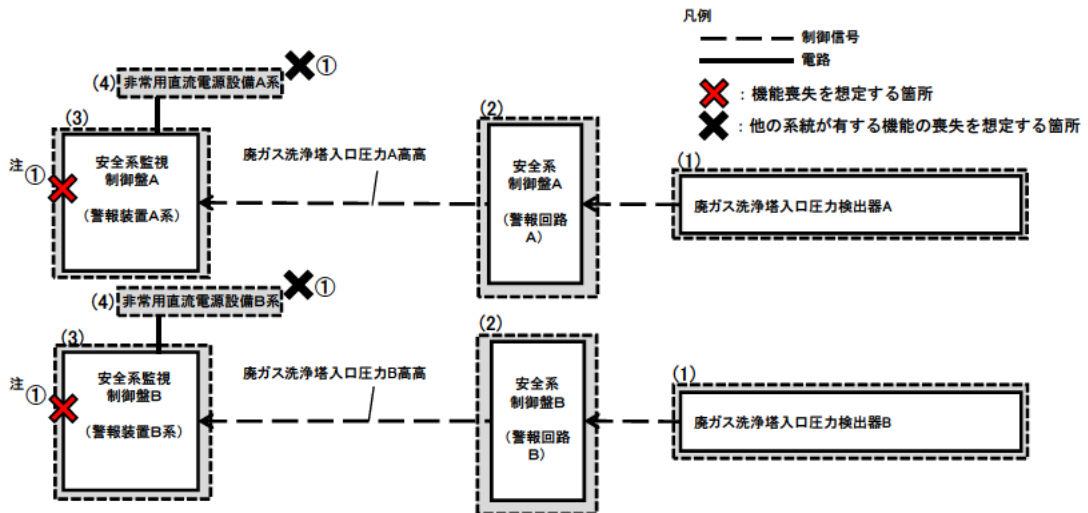 凡例
制御信号
電路
：機能喪失を想定する箇所
：他の系統が有する機能の喪失を想定する箇所
(4) 非常用直流電源設備A系
①
(3)
注①
安全系監視
制御盤A
（警報装置A系）
廃ガス洗浄塔入口圧力A高高
(2)
安全系
制御盤A
（警報回路
A）
(1)
廃ガス洗浄塔入口圧力検出器A
(4) 非常用直流電源設備B系
①
(3)
注①
安全系監視
制御盤B
（警報装置B系）
廃ガス洗浄塔入口圧力B高高
(2)
安全系
制御盤B
（警報回路
B）
(1)
廃ガス洗浄塔入口圧力検出器B